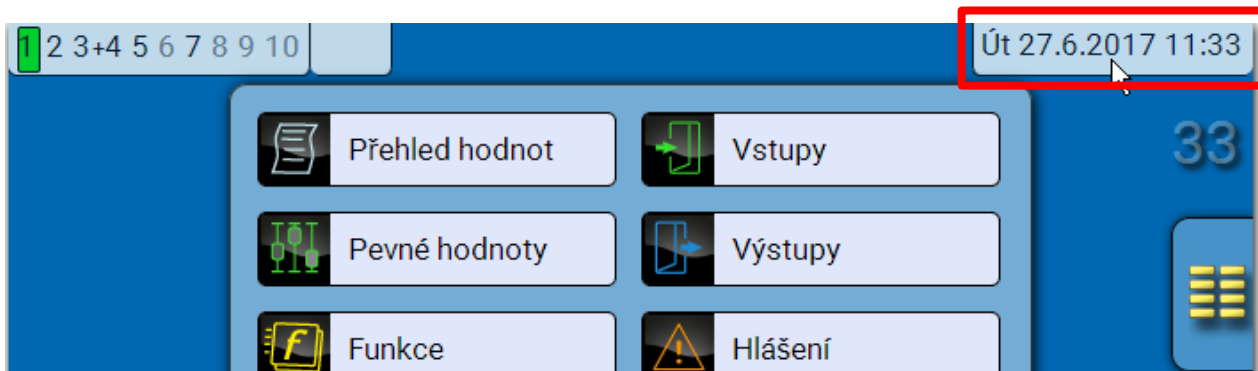 1 2 3+4 5 6 7 8 9 10
Út 27.6.2017 11:33
33
Přehled hodnot
Vstupy
Pevné hodnoty
Výstupy
Funkce
Hlášení